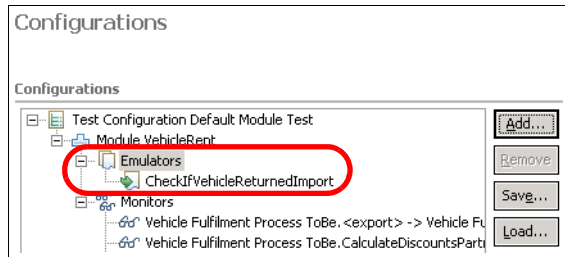 Configurations
Configurations
Test Configuration Default Module Test
Module VehicleRent
Emulators
CheckIfVehicleReturnedImport
Monitors
Vehicle Fulfilment Process ToBe.<export> -> Vehicle Fu
Vehicle Fulfilment Process ToBe.CalculateDiscountsPart
Add...
Remove
Save...
Load...